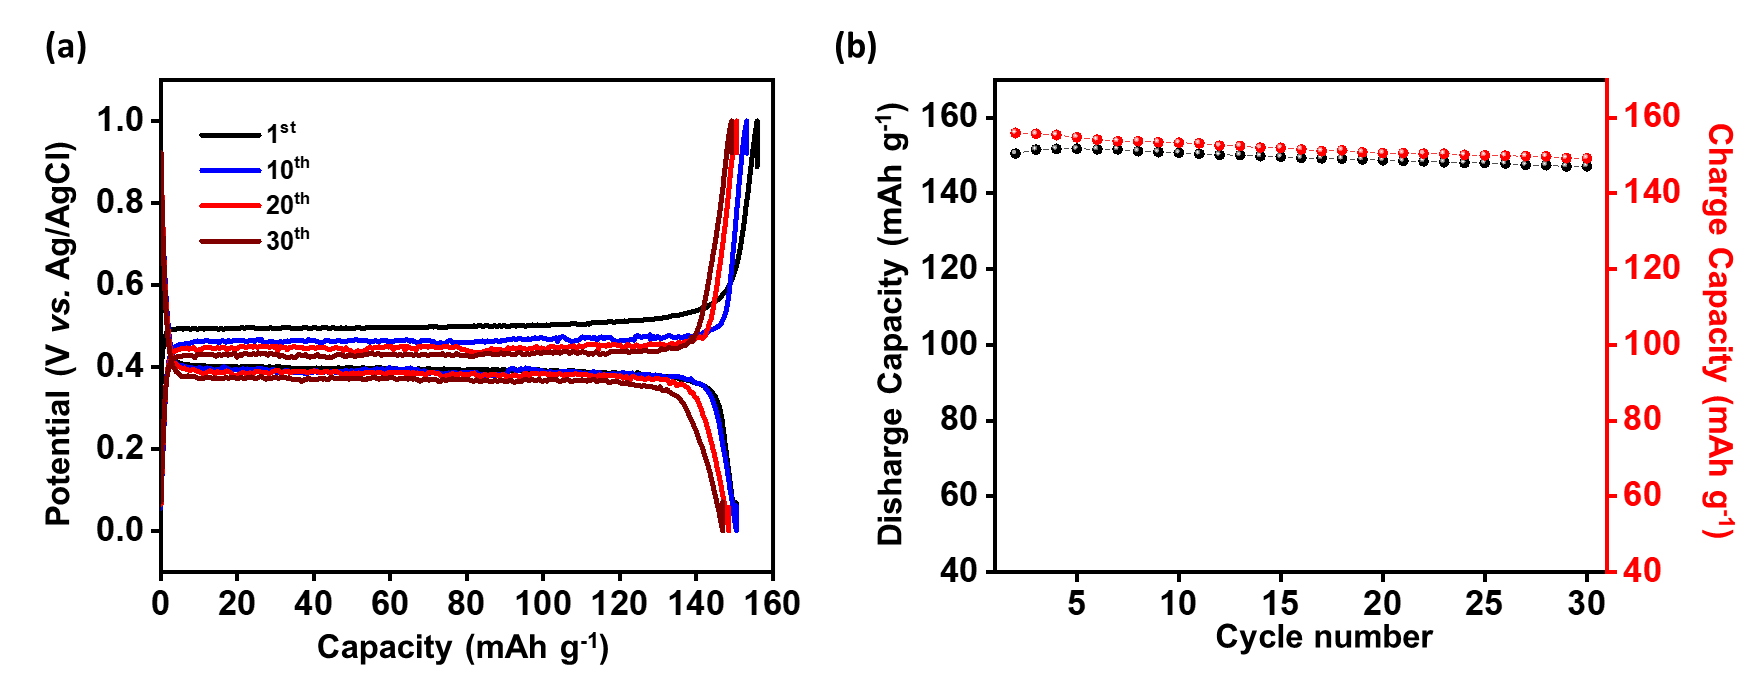 (a)
Potential (V vs. Ag/AgCl)
1.0
0.8
0.6
0.4
0.2
0.0
1st
10th
20th
30th
0 20 40 60 80 100 120 140 160
Capacity (mAh g-1)
(b)
Disharge Capacity (mAh g-1)
160
140
120
100
80
60
40
5 10 15 20 25 30
Cycle number
160
140
120
100
80
60
40
Charge Capacity (mAh g-1)